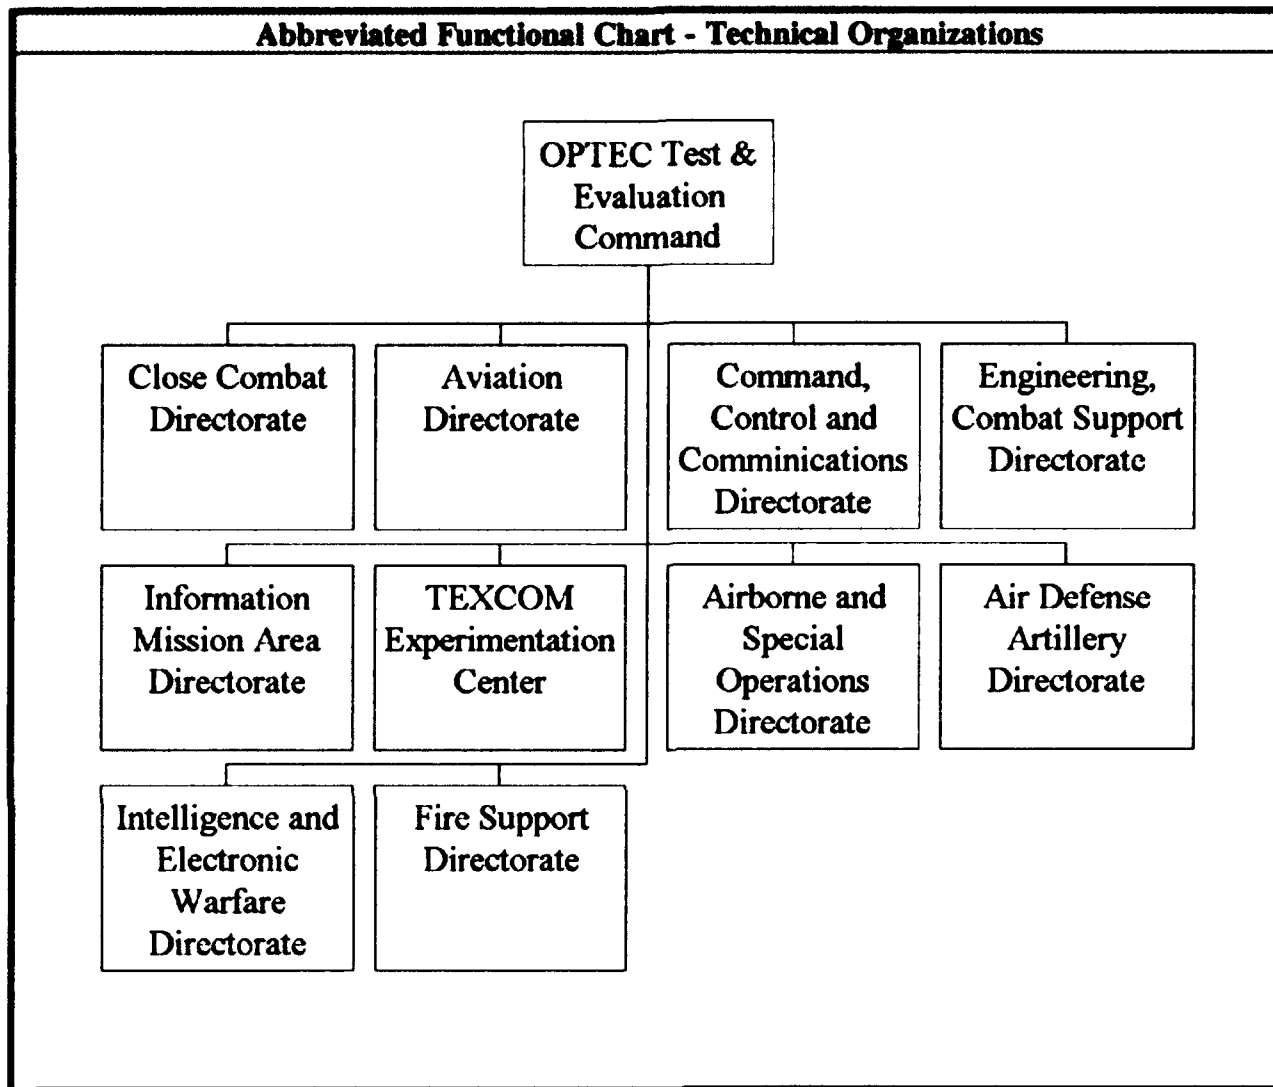 Abbreviated Functional Chart - Technical Organizations
OPTEC Test &
Evaluation
Command
Close Combat
Directorate
Aviation
Directorate
Command,
Control and
Comminications
Directorate
Engineering,
Combat Support
Directorate
Information
Mission Area
Directorate
TEXCOM
Experimentation
Center
Airborne and
Special
Operations
Directorate
Air Defense
Artillery
Directorate
Intelligence and
Electronic
Warfare
Directorate
Fire Support
Directorate